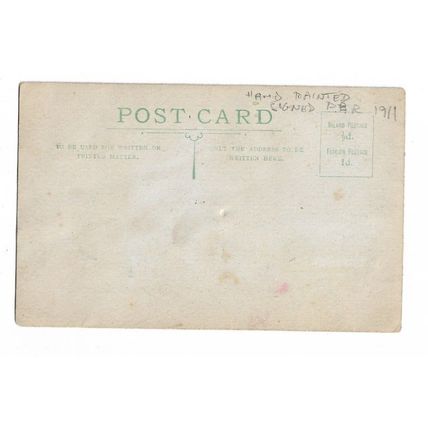 HAND PAINTED
SIGNED PER 1911
POST CARD
TO BE USED FOR WRITTEN OR
PRINTED MATTER.
ONLY THE ADDRESS TO BE
WRITTEN HERE.
INLAND POSTAGE
½d.
FOREIGN POSTAGE
1d.